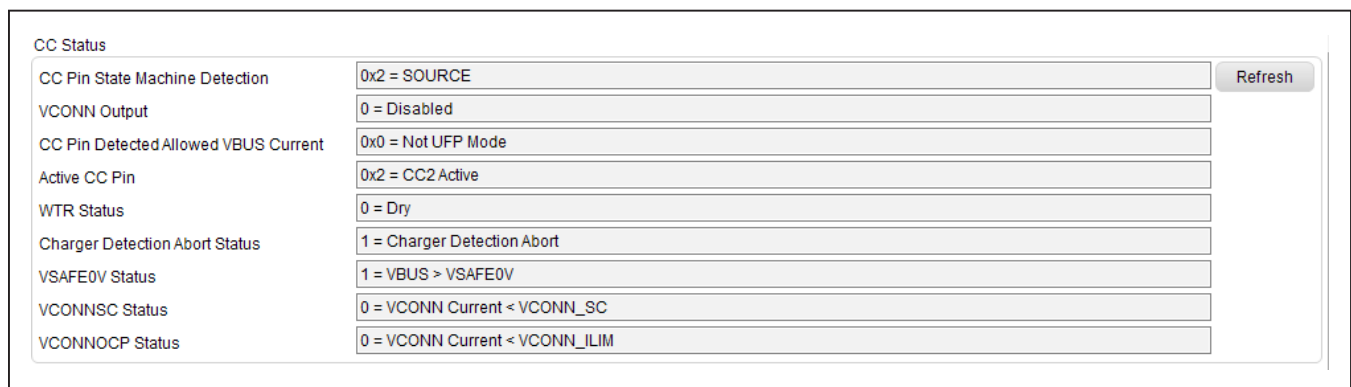 CC Status
CC Pin State Machine Detection 0x2 = SOURCE Refresh
VCONN Output 0 = Disabled
CC Pin Detected Allowed VBUS Current 0x0 = Not UFP Mode
Active CC Pin 0x2 = CC2 Active
WTR Status 0 = Dry
Charger Detection Abort Status 1 = Charger Detection Abort
VSAFE0V Status 1 = VBUS > VSAFE0V
VCONNSC Status 0 = VCONN Current < VCONN_SC
VCONNOCP Status 0 = VCONN Current < VCONN_ILIM